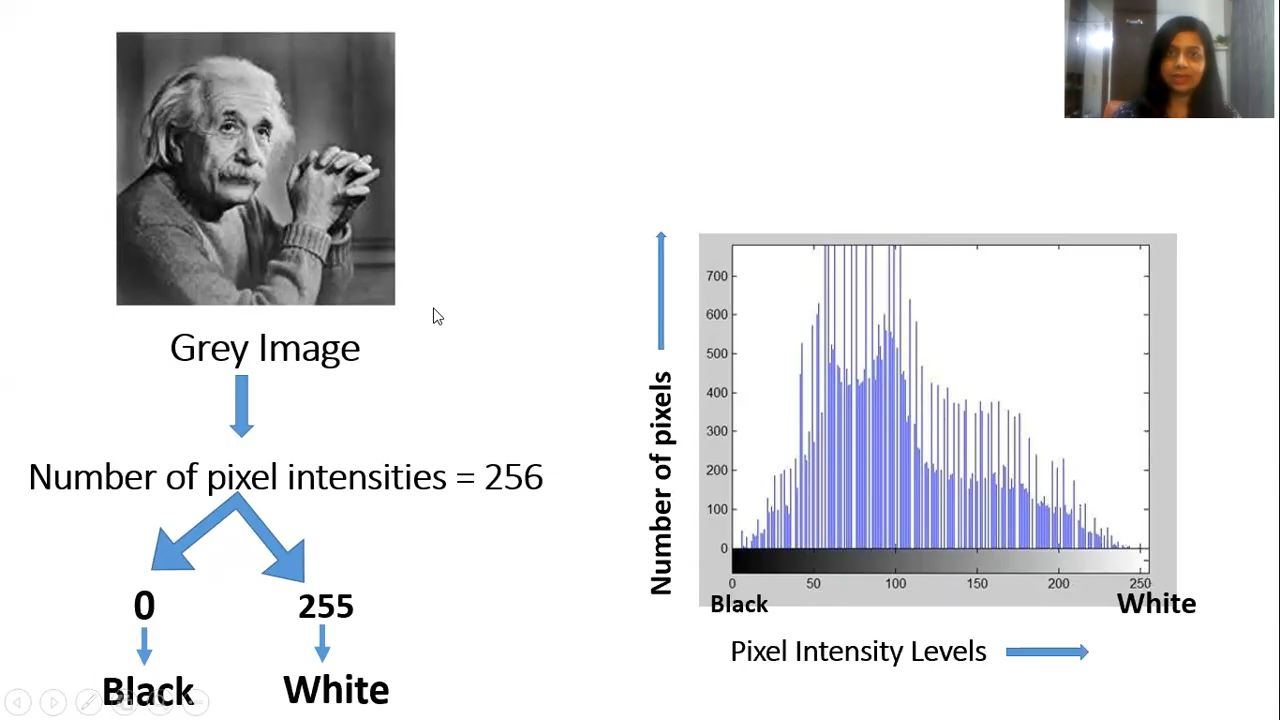 Grey Image
Number of pixel intensities = 256
0
255
Black
White
Number of pixels
700
600
500
400
300
200
100
0
0
50
100
150
200
250
Black
White
Pixel Intensity Levels